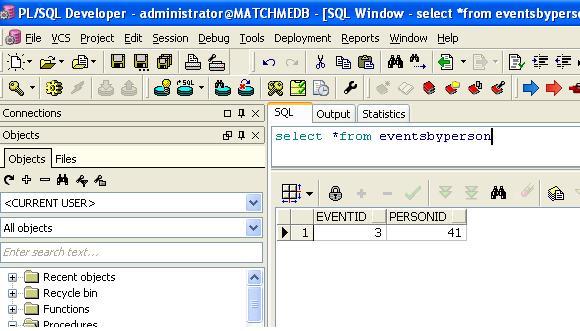 PL/SQL Developer - administrator@MATCHMEDB - [SQL Window - select *from eventsbyperso
File VCS Project Edit Session Debug Tools Deployment Reports Window Help
SQL
Connections
Objects
Objects Files
<CURRENT USER>
All objects
Enter search text...
Recent objects
Recycle bin
Functions
Procedures
SQL Output Statistics
select *from eventsbyperson
EVENTID PERSONID
1 3 41